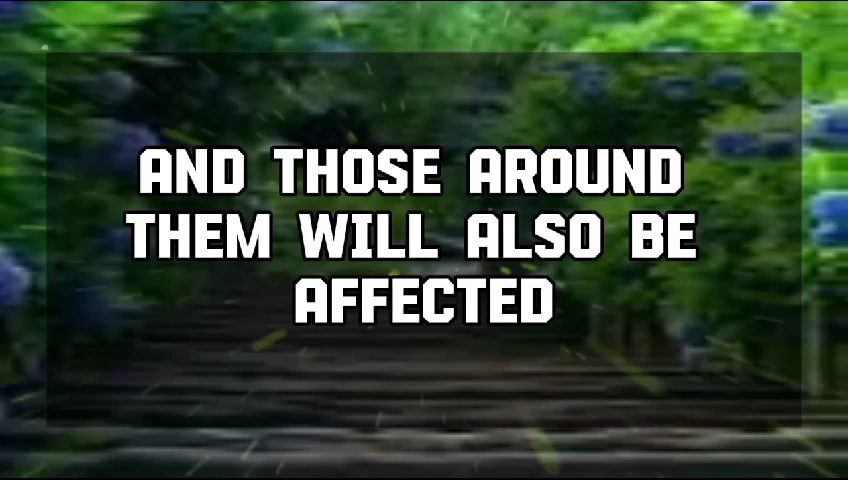 AND THOSE AROUND
THEM WILL ALSO BE
AFFECTED